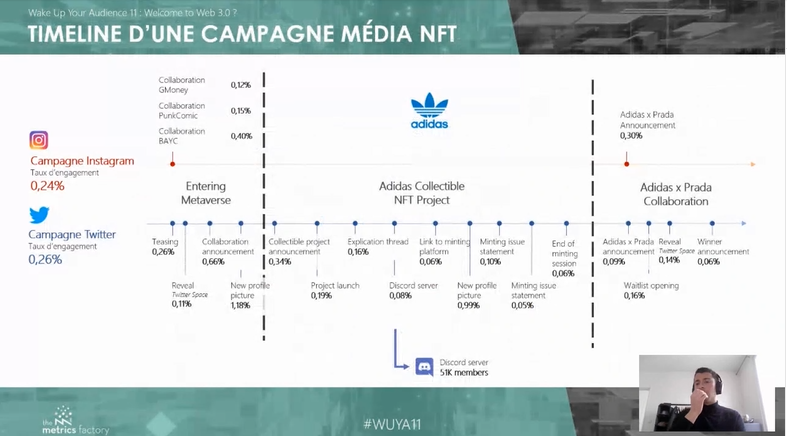 Wake Up Your Audience 11 : Welcome to Web 3.0 ?
TIMELINE D'UNE CAMPAGNE MÉDIA NFT
Collaboration
GMoney
0,12%
Collaboration
PunkComic
0,15%
Collaboration
BAYC
0,40%
adidas
Adidas x Prada
Announcement
0,30%
Campagne Instagram
Taux d'engagement
0,24%
Entering
Metaverse
Adidas Collectible
NFT Project
Adidas x Prada
Collaboration
Campagne Twitter
Taux d'engagement
0,26%
Teasing
0,26%
Reveal
Twitter Space
0,11%
Collaboration
announcement
0,66%
New profile
picture
1,18%
Collectible project
announcement
0,34%
Project launch
0,19%
Explication thread
0,16%
Discord server
0,08%
Link to minting
platform
0,06%
New profile
picture
0,99%
Minting issue
statement
0,10%
Minting issue
statement
0,05%
End of
minting
session
0,06%
Adidas x Prada
announcement
0,09%
Waitlist opening
0,16%
Reveal
Twitter Space
0,14%
Winner
announcement
0,06%
Discord server
51K members
the
metrics factory
#WUYA11